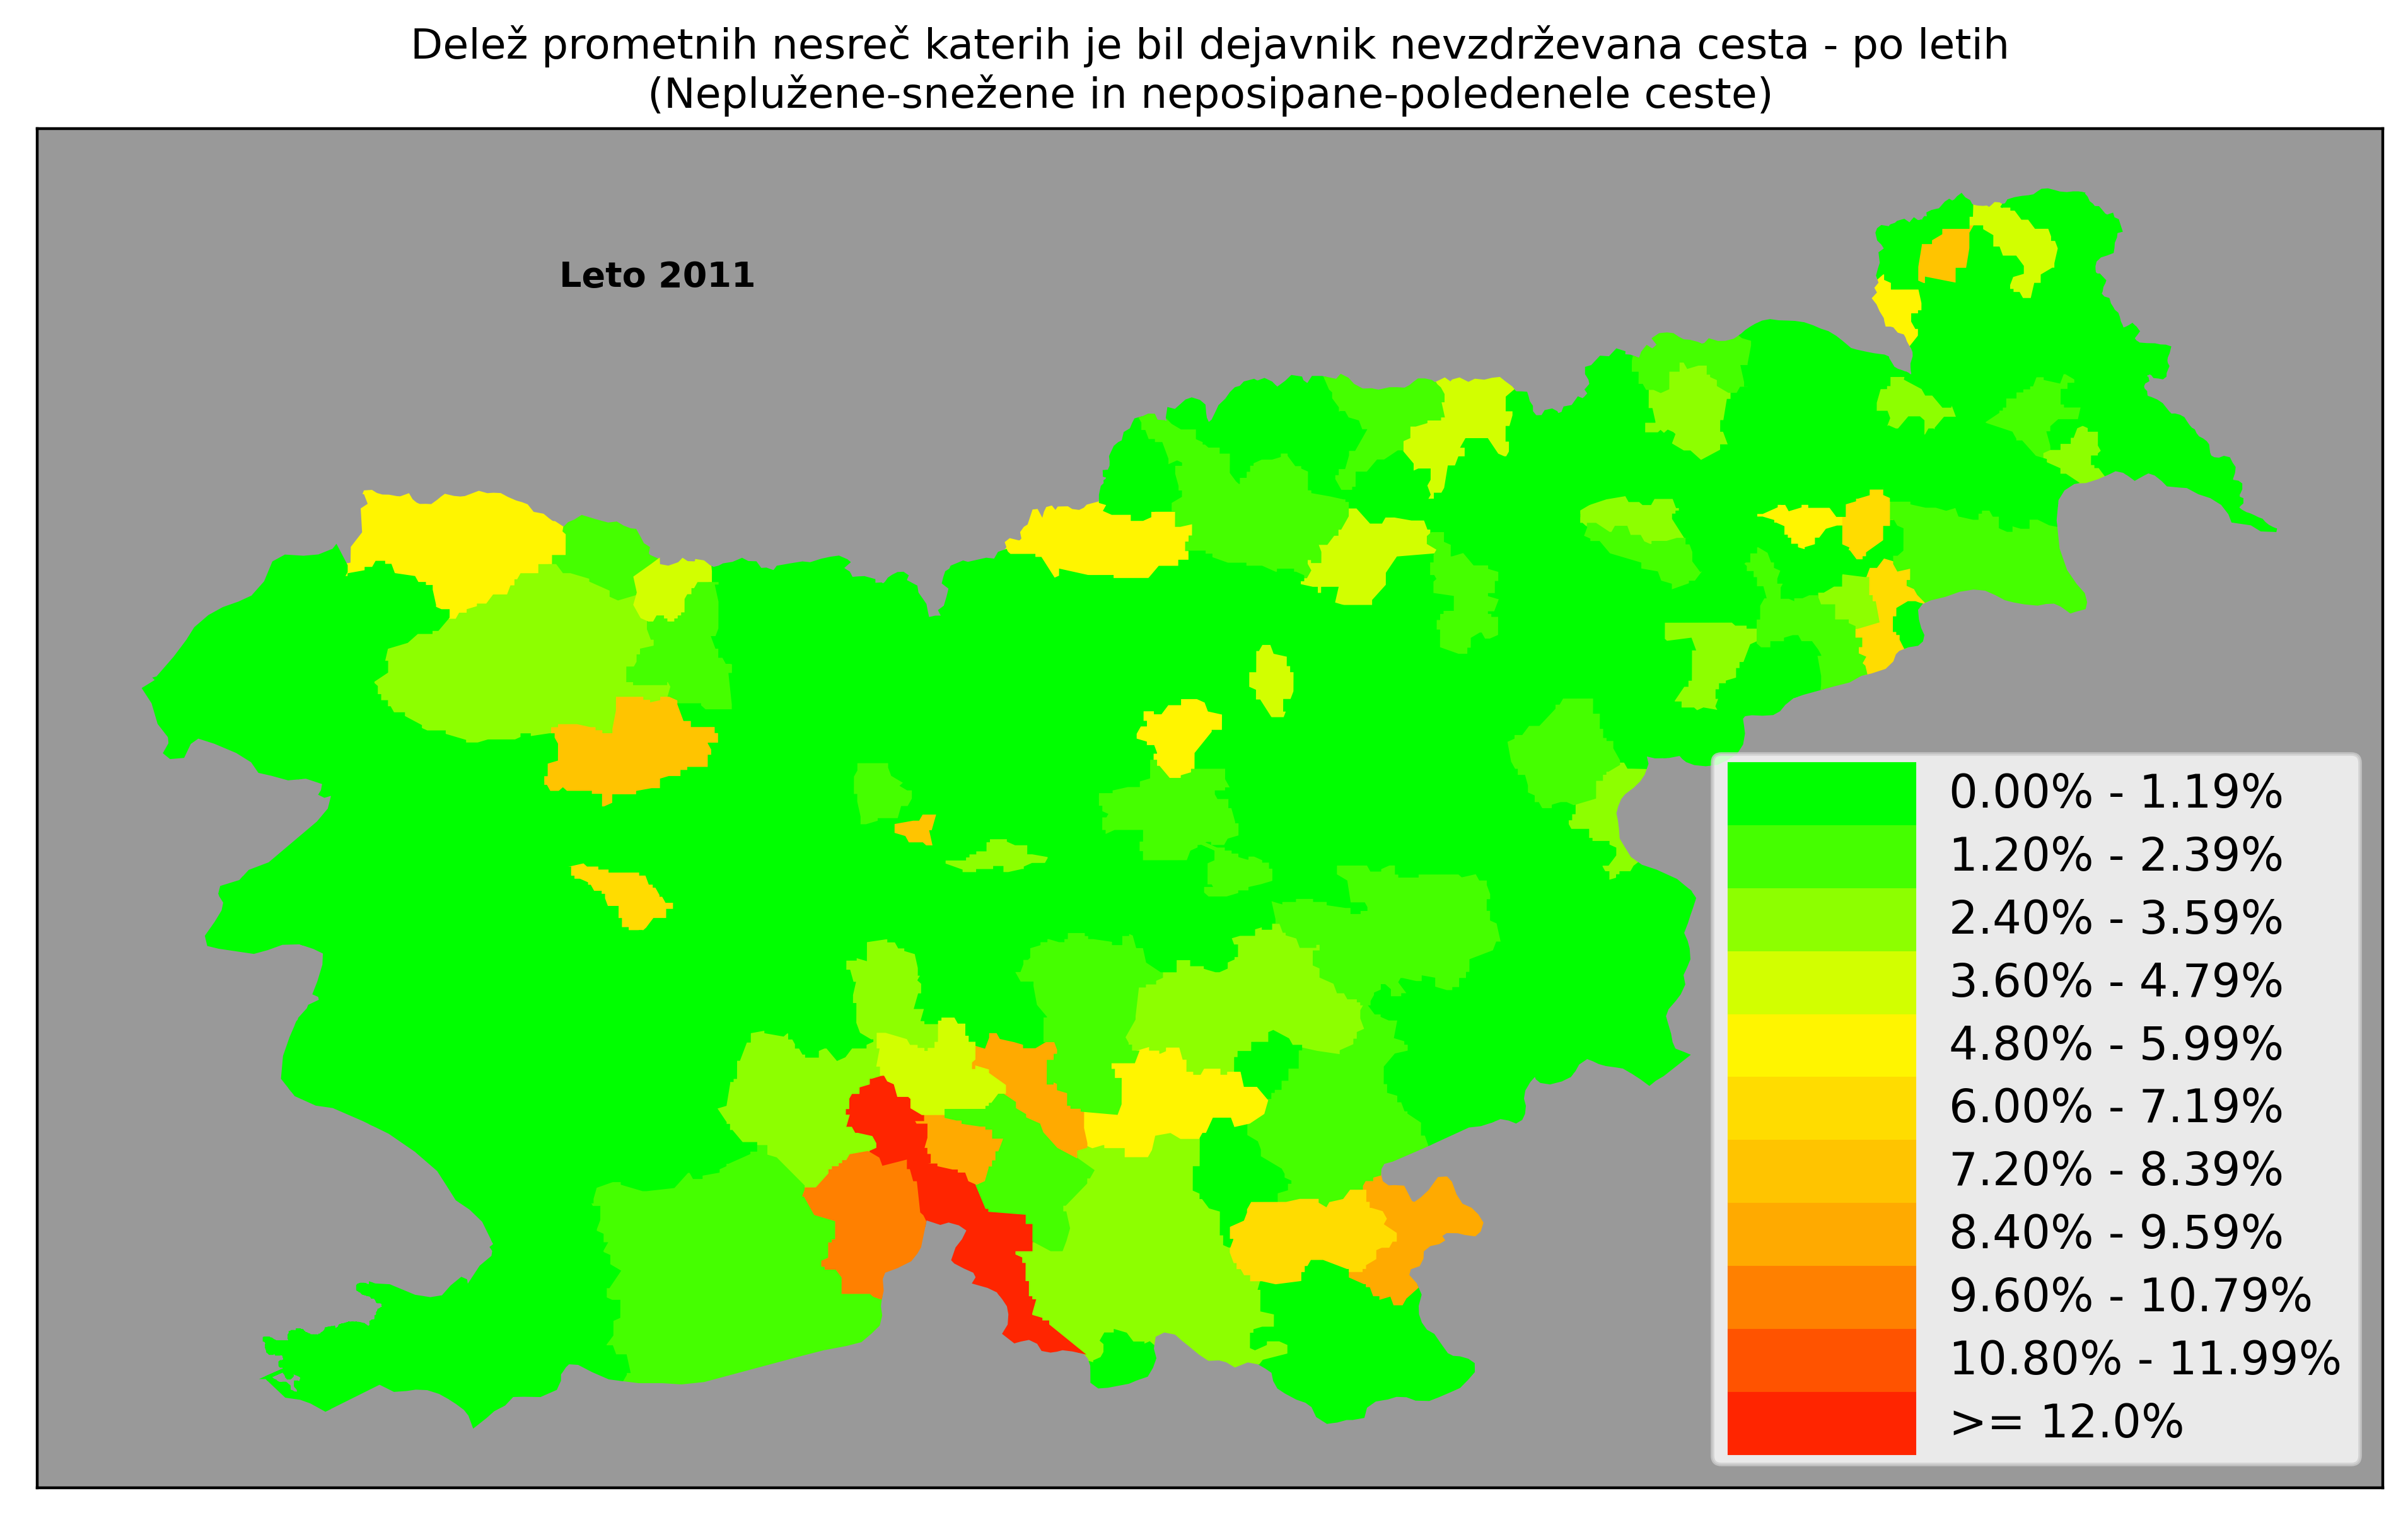 Delež prometnih nesreč katerih je bil dejavnik nevzdrževana cesta - po letih
(Neplužene-snežene in neposipane-poledenele ceste)
Leto 2011
0.00% - 1.19%
1.20% - 2.39%
2.40% - 3.59%
3.60% - 4.79%
4.80% - 5.99%
6.00% - 7.19%
7.20% - 8.39%
8.40% - 9.59%
9.60% - 10.79%
10.80% - 11.99%
>= 12.0%